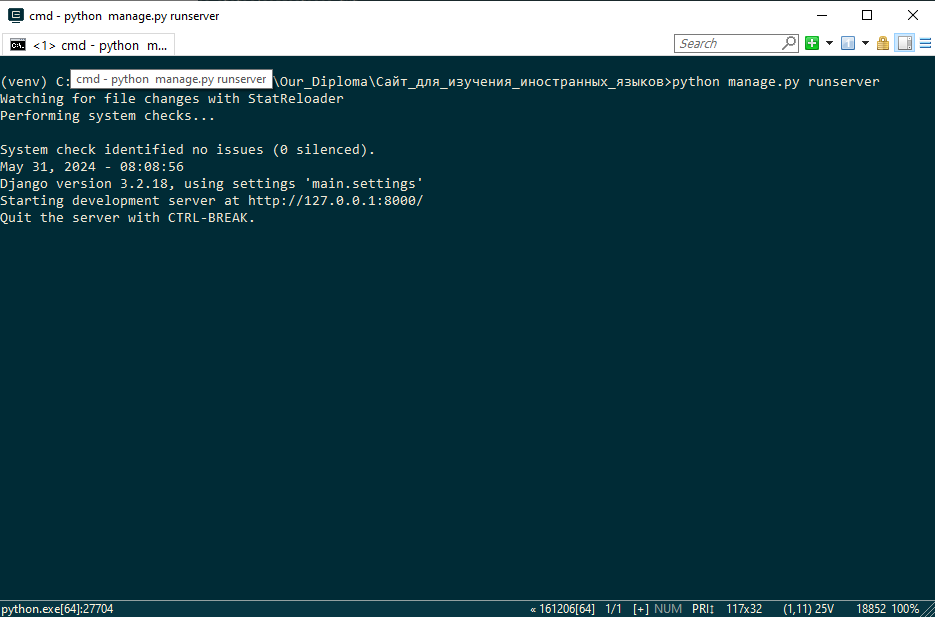 cmd - python  manage.py runserver
<1> cmd - python  m...
Search
cmd - python  manage.py runserver
(venv) C:\Our_Diploma\Сайт_для_изучения_иностранных_языков>python manage.py runserver
Watching for file changes with StatReloader
Performing system checks...
System check identified no issues (0 silenced).
May 31, 2024 - 08:08:56
Django version 3.2.18, using settings 'main.settings'
Starting development server at http://127.0.0.1:8000/
Quit the server with CTRL-BREAK.
python.exe[64]:27704
« 161206[64] 1/1 [+] NUM PRI↕ 117x32 (1,11) 25V 18852 100%